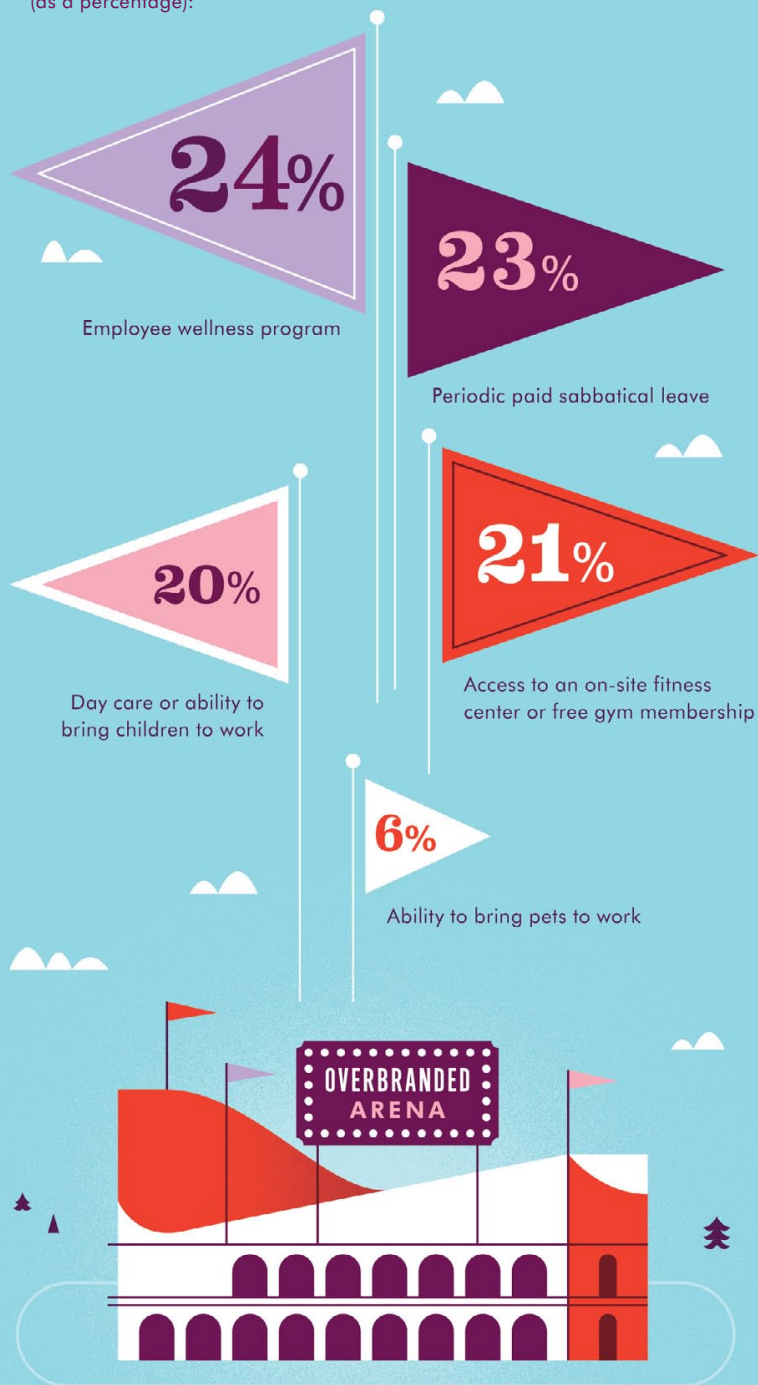 (as a percentage):
24%
Employee wellness program
23%
Periodic paid sabbatical leave
21%
Access to an on-site fitness
center or free gym membership
20%
Day care or ability to
bring children to work
6%
Ability to bring pets to work
OVERBRANDED
ARENA